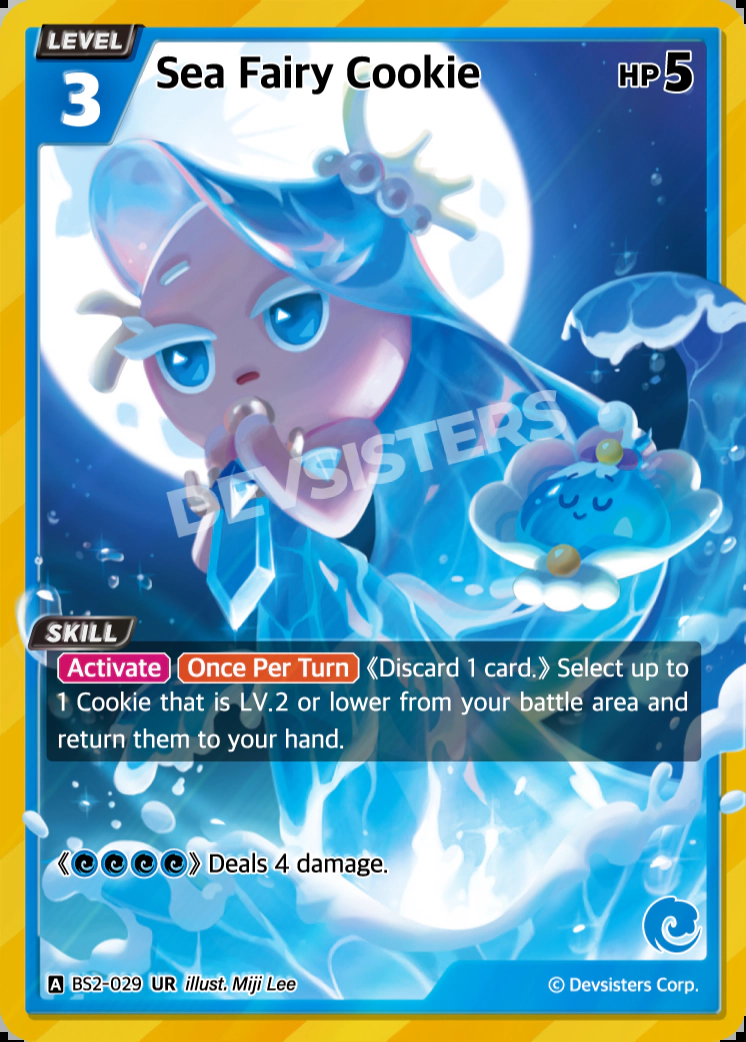 LEVEL
3
Sea Fairy Cookie
HP 5
DEVSISTERS
SKILL
Activate Once Per Turn 《Discard 1 card.》 Select up to
1 Cookie that is LV.2 or lower from your battle area and
return them to your hand.
《》 Deals 4 damage.
A BS2-029 UR illust. Miji Lee
© Devsisters Corp.